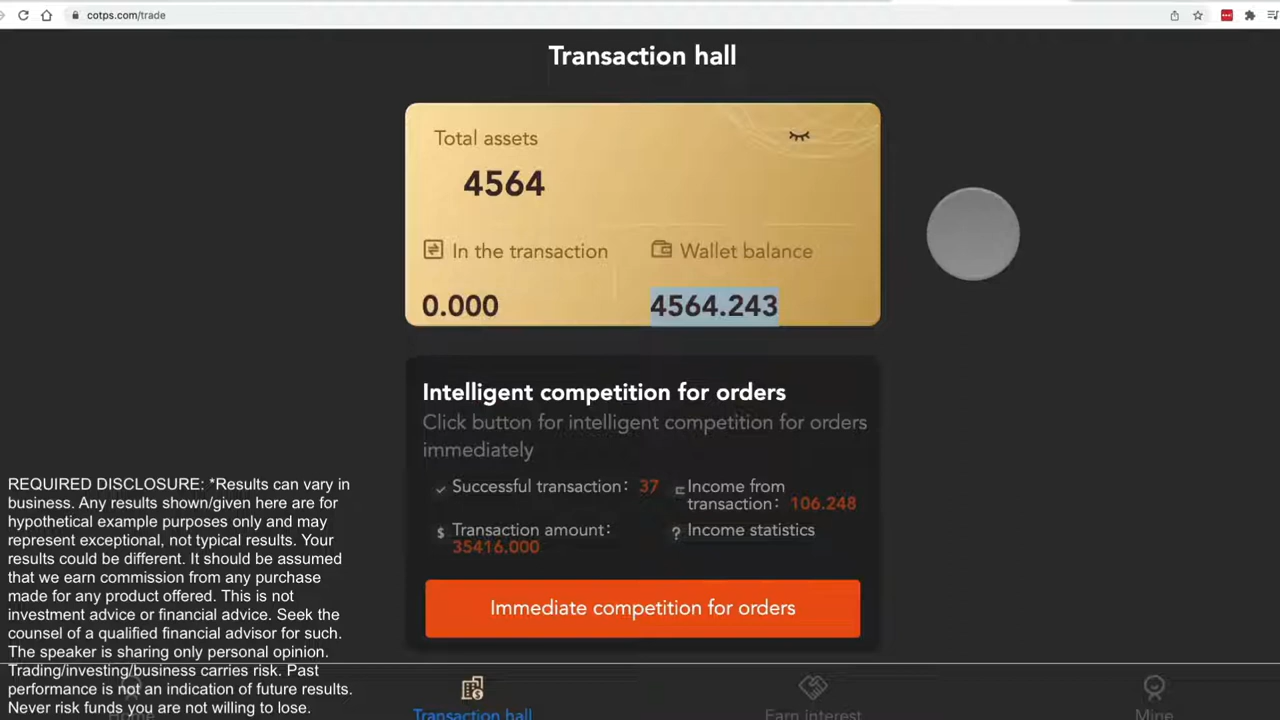 cotps.com/trade
Transaction hall
Total assets
4564
In the transaction
Wallet balance
0.000
4564.243
Intelligent competition for orders
Click button for intelligent competition for orders
immediately
Successful transaction: 37
Income from
transaction: 106.248
Transaction amount:
35416.000
Income statistics
Immediate competition for orders
REQUIRED DISCLOSURE: *Results can vary in
business. Any results shown/given here are for
hypothetical example purposes only and may
represent exceptional, not typical results. Your
results could be different. It should be assumed
that we earn commission from any purchase
made for any product offered. This is not
investment advice or financial advice. Seek the
counsel of a qualified financial advisor for such.
The speaker is sharing only personal opinion.
Trading/investing/business carries risk. Past
performance is not an indication of future results.
Never risk funds you are not willing to lose.
Home
Transaction hall
Earn interest
Mine